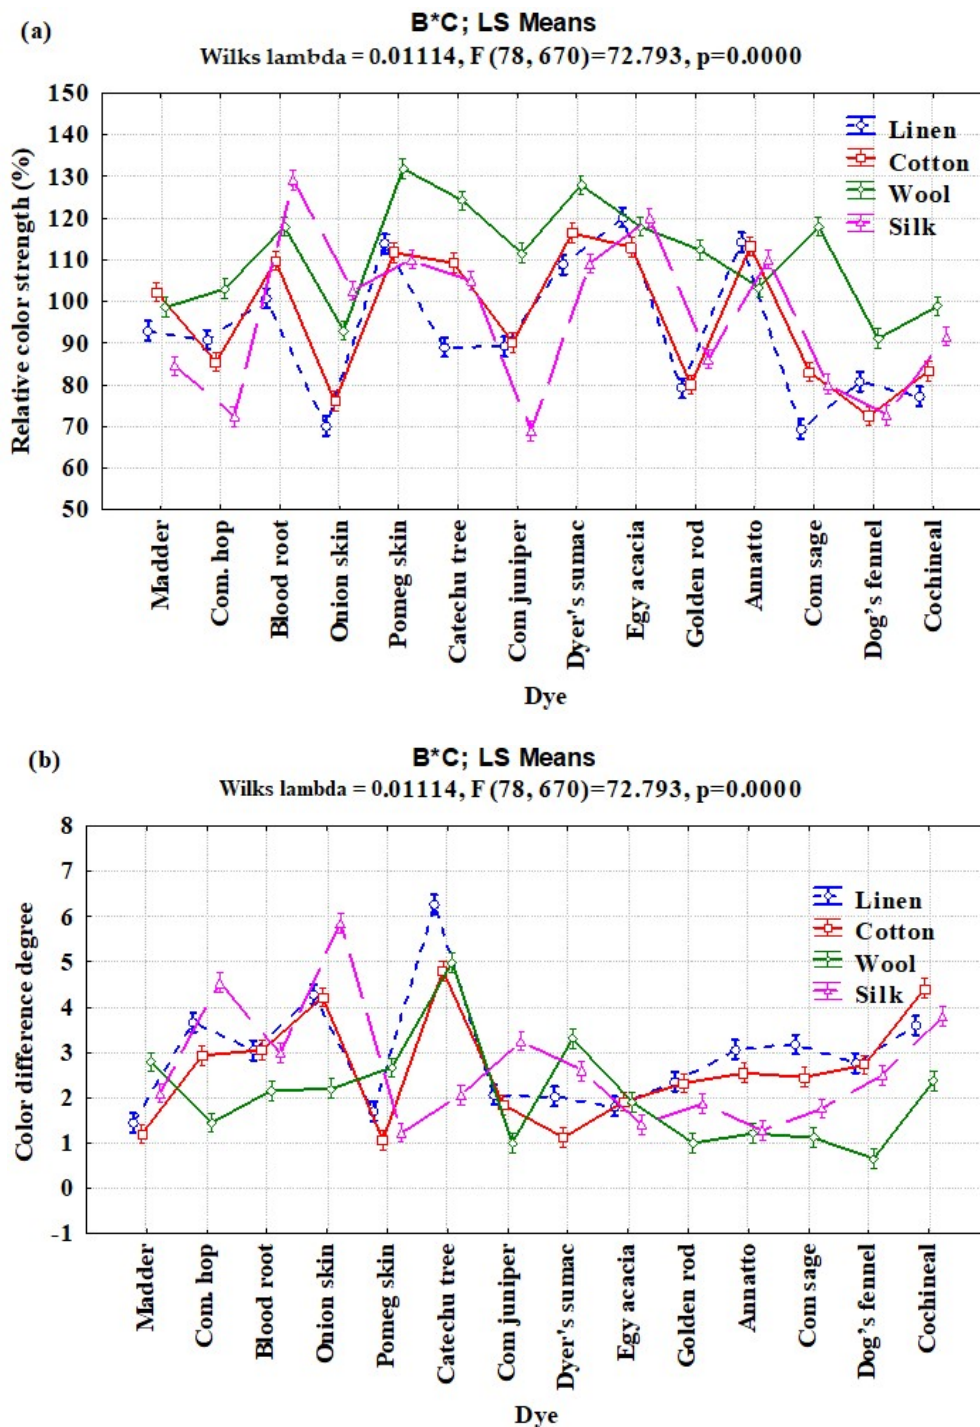 (a)
B*C; LS Means
Wilks lambda = 0.01114, F (78, 670)=72.793, p=0.0000
Relative color strength (%)
150
140
130
120
110
100
90
80
70
60
50
Linen
Cotton
Wool
Silk
Madder
Com. hop
Blood root
Onion skin
Pomeg skin
Catechu tree
Com juniper
Dyer's sumac
Egy acacia
Golden rod
Annatto
Com sage
Dog’s fennel
Cochineal
Dye
(b)
B*C; LS Means
Wilks lambda = 0.01114, F (78, 670)=72.793, p=0.0000
Color difference degree
8
7
6
5
4
3
2
1
0
-1
Linen
Cotton
Wool
Silk
Madder
Com. hop
Blood root
Onion skin
Pomeg skin
Catechu tree
Com juniper
Dyer's sumac
Egy acacia
Golden rod
Annatto
Com sage
Dog’s fennel
Cochineal
Dye